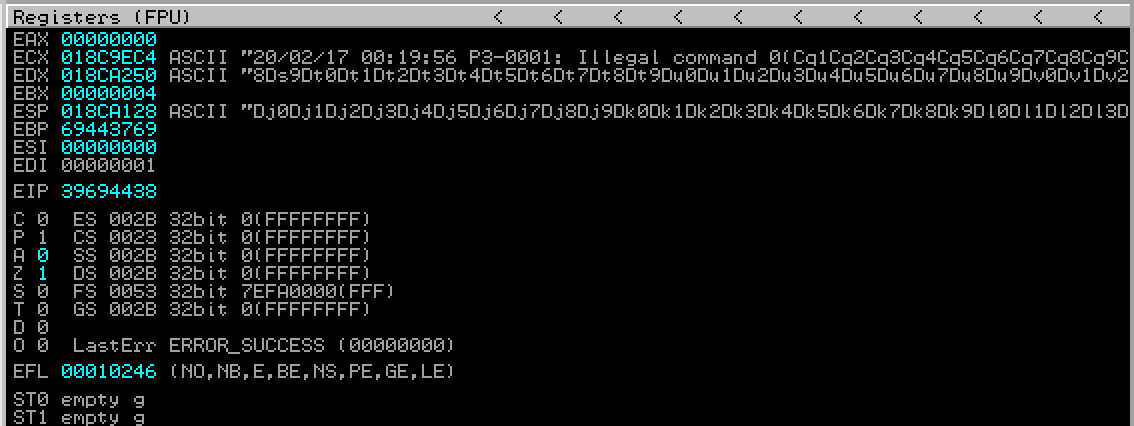 Registers (FPU) < < < < < < < < < < <
EAX 00000000
ECX 018C9EC4 ASCII "20/02/17 00:19:56 P3-0001: Illegal command 0(Cq1Cq2Cq3Cq4Cq5Cq6Cq7Cq8Cq9C
EDX 018CA250 ASCII "8Ds9Dt0Dt1Dt2Dt3Dt4Dt5Dt6Dt7Dt8Dt9Du0Du1Du2Du3Du4Du5Du6Du7Du8Du9Dv0Dv1Dv2
EBX 00000004
ESP 018CA128 ASCII "Dj0Dj1Dj2Dj3Dj4Dj5Dj6Dj7Dj8Dj9Dk0Dk1Dk2Dk3Dk4Dk5Dk6Dk7Dk8Dk9Dl0Dl1Dl2Dl3D
EBP 69443769
ESI 00000000
EDI 00000001
EIP 39694438
C 0 ES 002B 32bit 0(FFFFFFFF)
P 1 CS 0023 32bit 0(FFFFFFFF)
A 0 SS 002B 32bit 0(FFFFFFFF)
Z 1 DS 002B 32bit 0(FFFFFFFF)
S 0 FS 0053 32bit 7EFA0000(FFF)
T 0 GS 002B 32bit 0(FFFFFFFF)
D 0
O 0 LastErr ERROR_SUCCESS (00000000)
EFL 00010246 (NO,NB,E,BE,NS,PE,GE,LE)
ST0 empty g
ST1 empty g